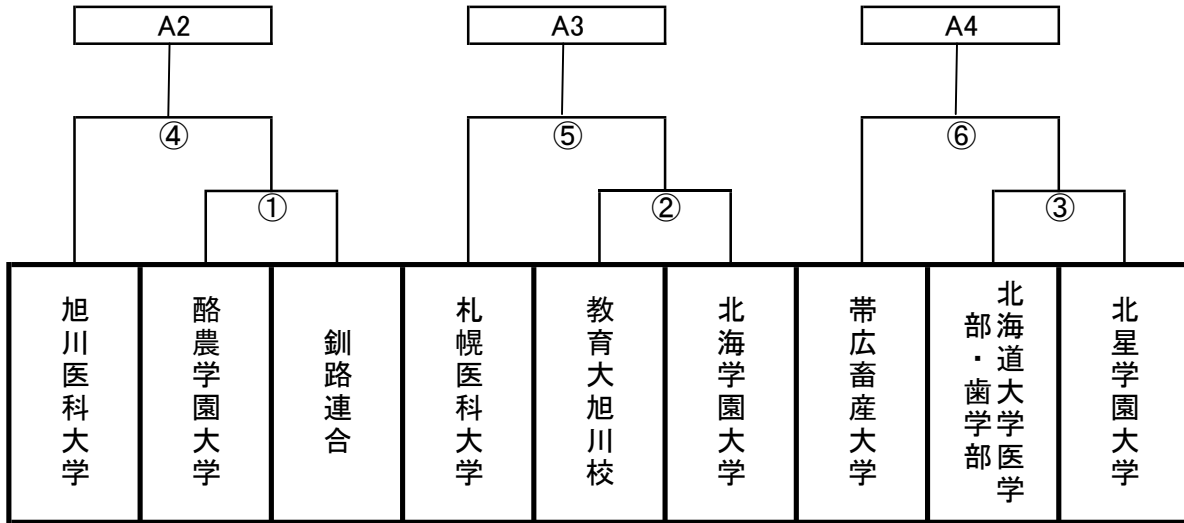 A2
A3
A4
④
⑤
⑥
①
②
③
旭川医科大学
酪農学園大学
釧路連合
札幌医科大学
教育大旭川校
北海学園大学
帯広畜産大学
北海道大学医学
部・歯学部
北星学園大学